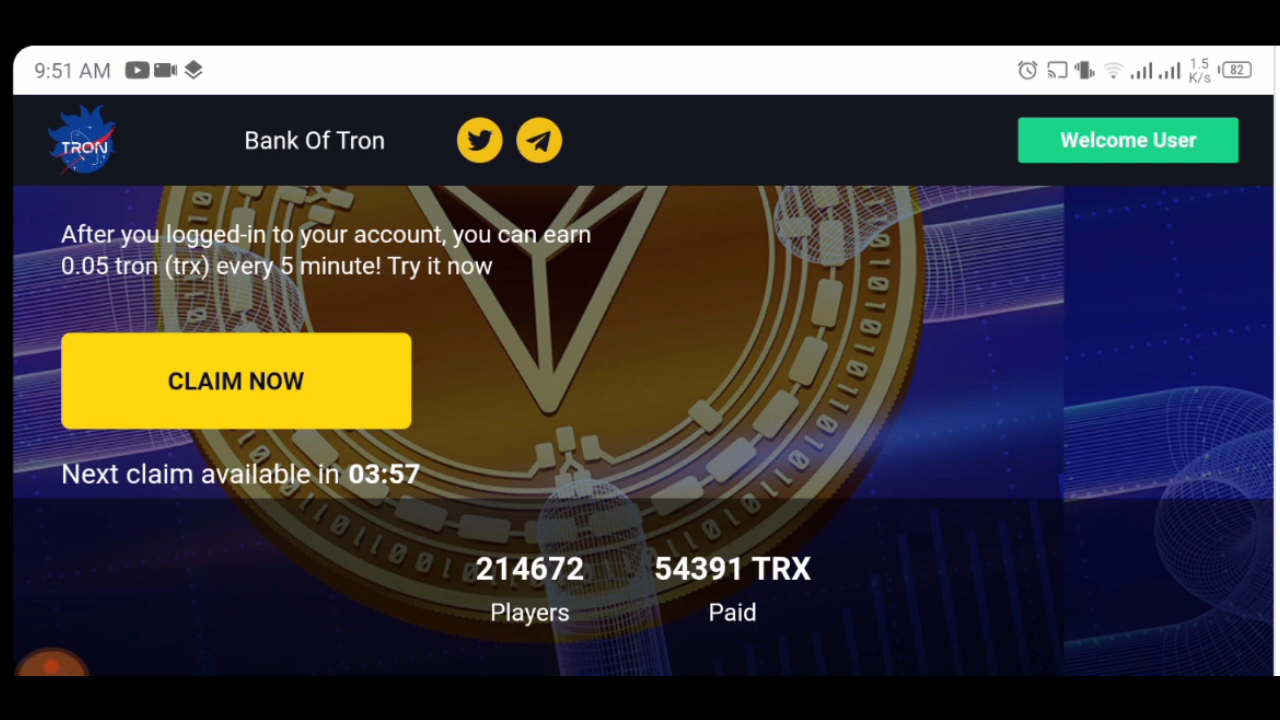 9:51 AM
1.5
K/s
82
TRON
Bank Of Tron
Welcome User
After you logged-in to your account, you can earn
0.05 tron (trx) every 5 minute! Try it now
CLAIM NOW
Next claim available in 03:57
214672
54391 TRX
Players
Paid